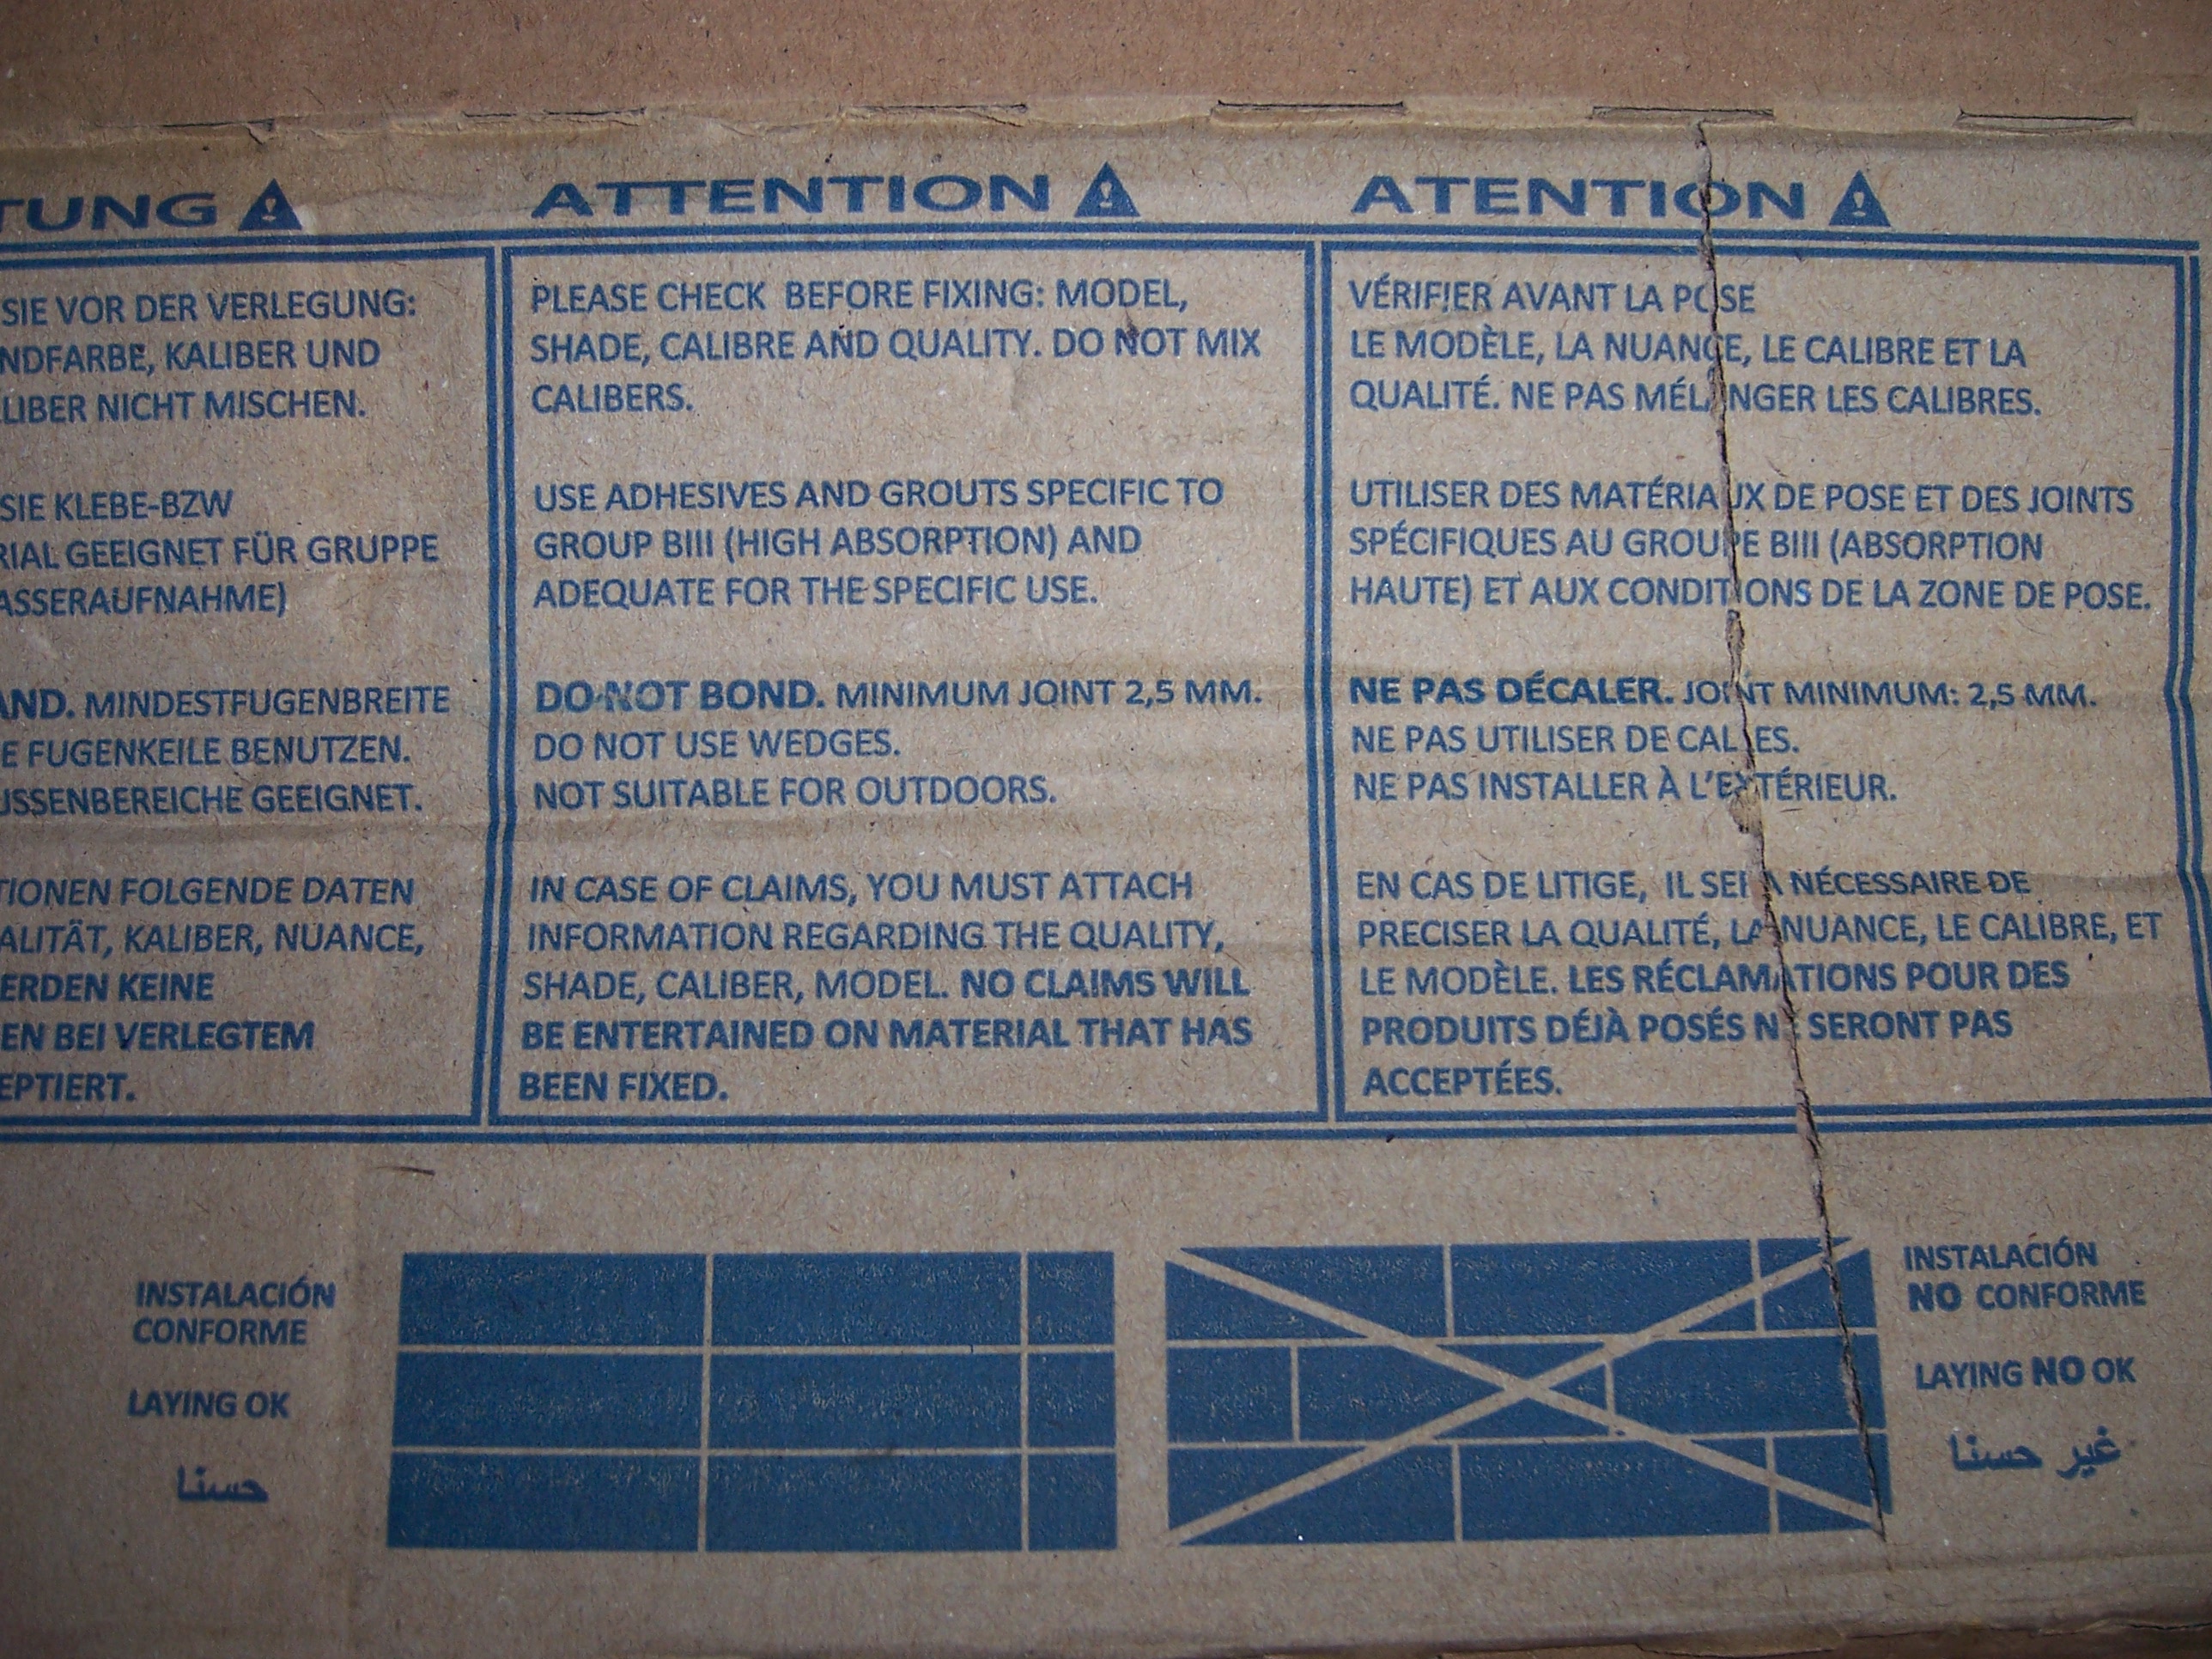 TUNG
SIE VOR DER VERLEGUNG:
NDFARBE, KALIBER UND
LIBER NICHT MISCHEN.
SIE KLEBE-BZW
RIAL GEEIGNET FÜR GRUPPE
ASSERAUFNAHME)
AND. MINDESTFUGENBREITE
E FUGENKEILE BENUTZEN.
USSENBEREICHE GEEIGNET.
TIONEN FOLGENDE DATEN
ALITÄT, KALIBER, NUANCE,
ERDEN KEINE
EN BEI VERLEGTEM
EPTIERT.
ATTENTION
PLEASE CHECK BEFORE FIXING: MODEL,
SHADE, CALIBRE AND QUALITY. DO NOT MIX
CALIBERS.
USE ADHESIVES AND GROUTS SPECIFIC TO
GROUP BIII (HIGH ABSORPTION) AND
ADEQUATE FOR THE SPECIFIC USE.
DO NOT BOND. MINIMUM JOINT 2,5 MM.
DO NOT USE WEDGES.
NOT SUITABLE FOR OUTDOORS.
IN CASE OF CLAIMS, YOU MUST ATTACH
INFORMATION REGARDING THE QUALITY,
SHADE, CALIBER, MODEL. NO CLAIMS WILL
BE ENTERTAINED ON MATERIAL THAT HAS
BEEN FIXED.
ATENTION
VÉRIFIER AVANT LA POSE
LE MODÈLE, LA NUANCE, LE CALIBRE ET LA
QUALITÉ. NE PAS MÉLANGER LES CALIBRES.
UTILISER DES MATÉRIAUX DE POSE ET DES JOINTS
SPÉCIFIQUES AU GROUPE BIII (ABSORPTION
HAUTE) ET AUX CONDITIONS DE LA ZONE DE POSE.
NE PAS DÉCALER. JOINT MINIMUM: 2,5 MM.
NE PAS UTILISER DE CALES.
NE PAS INSTALLER À L'EXTÉRIEUR.
EN CAS DE LITIGE, IL SERA NÉCESSAIRE DE
PRECISER LA QUALITÉ, LA NUANCE, LE CALIBRE, ET
LE MODÈLE. LES RÉCLAMATIONS POUR DES
PRODUITS DÉJÀ POSÉS NE SERONT PAS
ACCEPTÉES.
INSTALACIÓN
CONFORME
LAYING OK
حسنا
INSTALACIÓN
NO CONFORME
LAYING NO OK
غير حسنا